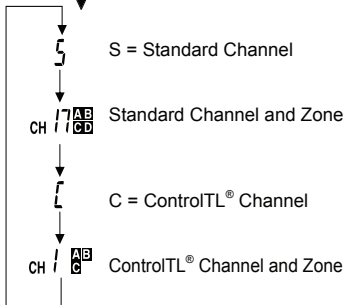 S S = Standard Channel
CH 17 AB CD Standard Channel and Zone
C C = ControlTL® Channel
CH 1 AB C ControlTL® Channel and Zone